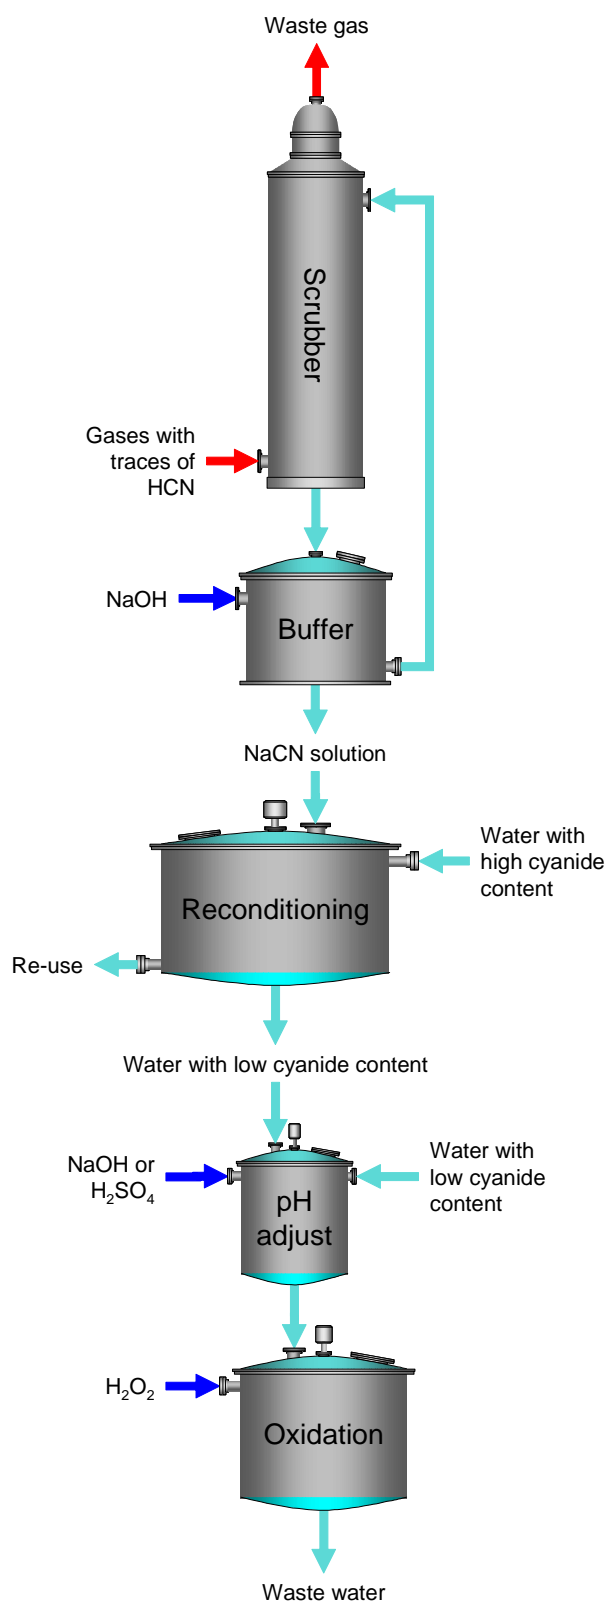 Waste gas
Scrubber
Gases with
traces of
HCN
NaOH
Buffer
NaCN solution
Water with
high cyanide
content
Reconditioning
Re-use
Water with low cyanide content
NaOH or
H₂SO₄
Water with
low cyanide
content
pH
adjust
H₂O₂
Oxidation
Waste water